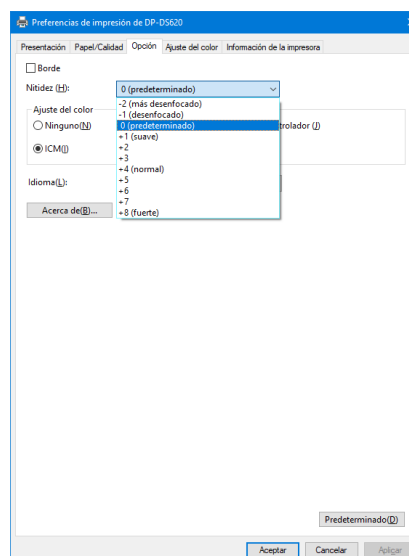 Preferencias de impresión de DP-DS620
Presentación Papel/Calidad Opción Ajuste del color Información de la impresora
Borde
Nitidez (H): 0 (predeterminado)
-2 (más desenfocado)
-1 (desenfocado)
0 (predeterminado)
+1 (suave)
+2
+3
+4 (normal)
+5
+6
+7
+8 (fuerte)
Ajuste del color
Ninguno(N) trolador (J)
ICM(I)
Idioma(L):
Acerca de(B)...
Predeterminado(D)
Aceptar Cancelar Aplicar